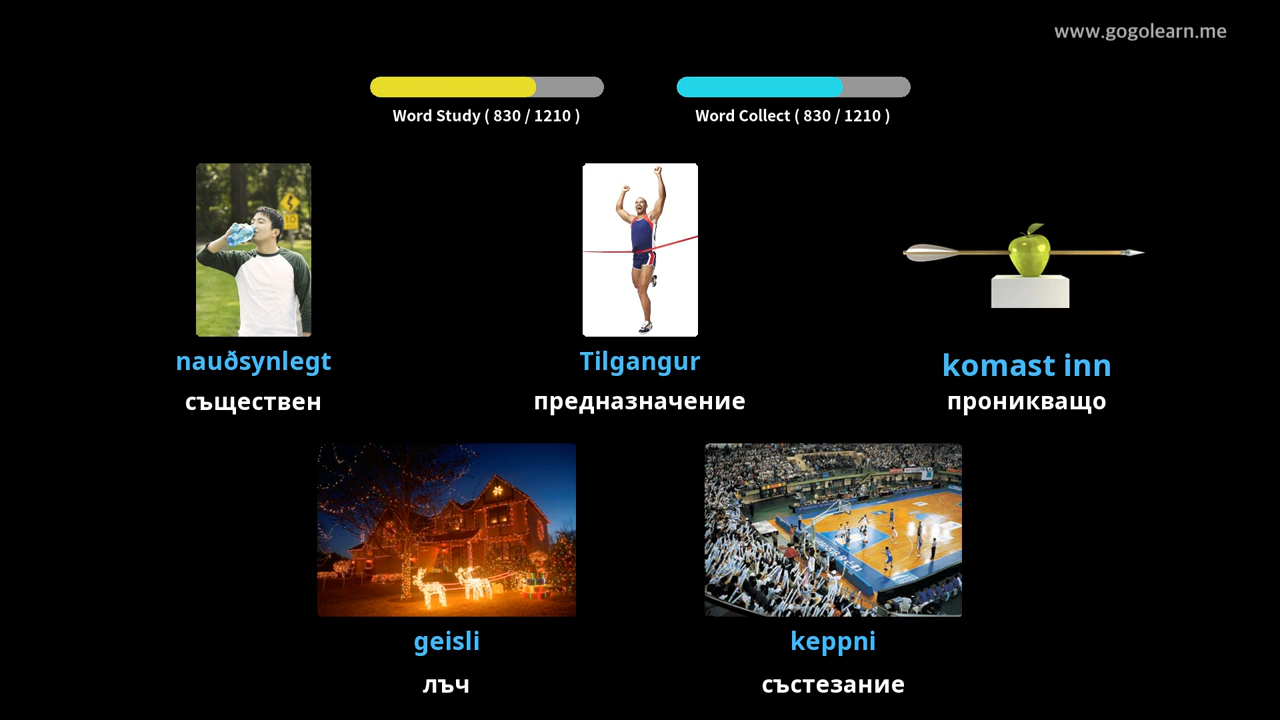 www.gogolearn.me
Word Study ( 830 / 1210 )
Word Collect ( 830 / 1210 )
nauðsynlegt
Tilgangur
komast inn
съществен
предназначение
проникващо
geisli
keppni
лъч
състезание